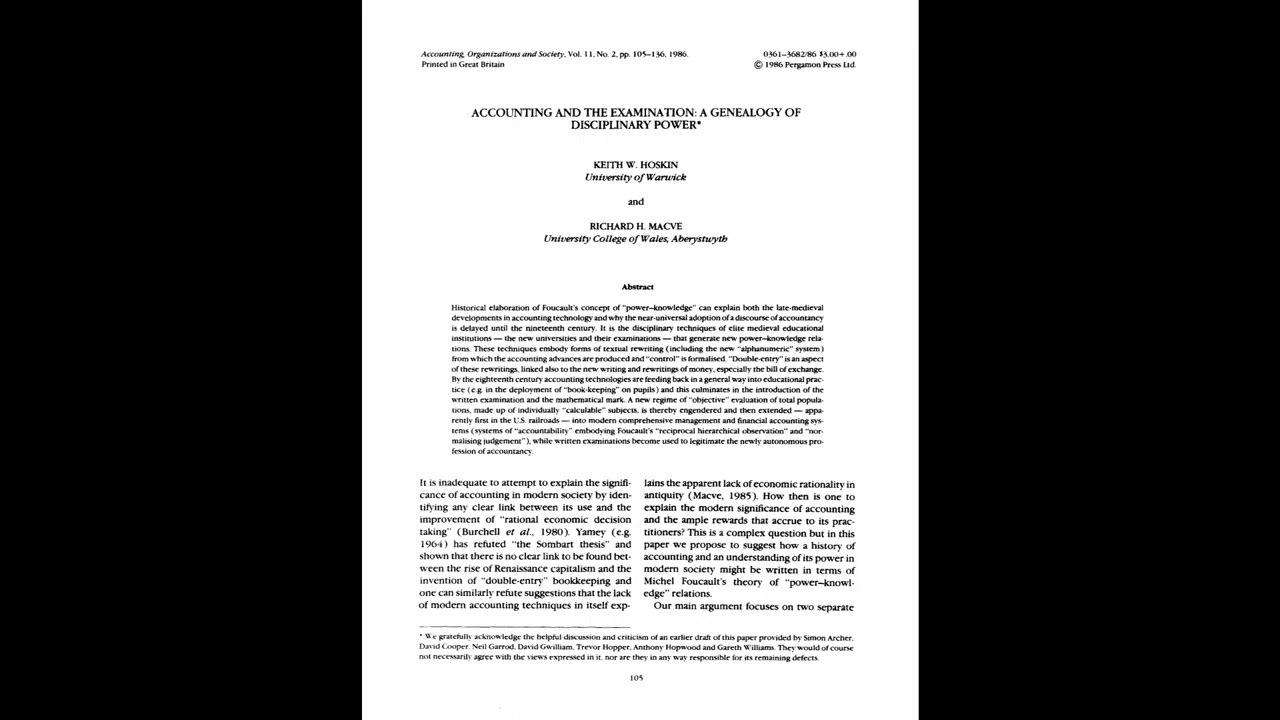 Accounting, Organizations and Society, Vol. 11, No. 2, pp. 105–136, 1986.
Printed in Great Britain
0361–3682/86 $3.00+.00
© 1986 Pergamon Press Ltd.
ACCOUNTING AND THE EXAMINATION: A GENEALOGY OF
DISCIPLINARY POWER*
KEITH W. HOSKIN
University of Warwick
and
RICHARD H. MACVE
University College of Wales, Aberystwyth
Abstract
Historical elaboration of Foucault's concept of "power–knowledge" can explain both the late-medieval
developments in accounting technology and why the near-universal adoption of a discourse of accountancy
is delayed until the nineteenth century. It is the disciplinary techniques of elite medieval educational
institutions — the new universities and their examinations — that generate new power–knowledge rela-
tions. These techniques embody forms of textual rewriting (including the new "alphanumeric" system)
from which the accounting advances are produced and "control" is formalised. "Double-entry" is an aspect
of these rewritings, linked also to the new writing and rewritings of money, especially the bill of exchange.
By the eighteenth century accounting technologies are feeding back in a general way into educational prac-
tice (e.g. in the deployment of "book-keeping" on pupils) and this culminates in the introduction of the
written examination and the mathematical mark. A new regime of "objective" evaluation of total popula-
tions, made up of individually "calculable" subjects, is thereby engendered and then extended — appa-
rently first in the U.S. railroads — into modern comprehensive management and financial accounting sys-
tems (systems of "accountability" embodying Foucault's "reciprocal hierarchical observation" and "nor-
malising judgement"), while written examinations become used to legitimate the newly autonomous pro-
fession of accountancy.
It is inadequate to attempt to explain the signifi-
cance of accounting in modern society by iden-
tifying any clear link between its use and the
improvement of "rational economic decision
taking" (Burchell et al., 1980). Yamey (e.g.
1964) has refuted "the Sombart thesis" and
shown that there is no clear link to be found bet-
ween the rise of Renaissance capitalism and the
invention of "double-entry" bookkeeping and
one can similarly refute suggestions that the lack
of modern accounting techniques in itself exp-
lains the apparent lack of economic rationality in
antiquity (Macve, 1985). How then is one to
explain the modern significance of accounting
and the ample rewards that accrue to its prac-
titioners? This is a complex question but in this
paper we propose to suggest how a history of
accounting and an understanding of its power in
modern society might be written in terms of
Michel Foucault's theory of "power–knowl-
edge" relations.
Our main argument focuses on two separate
* We gratefully acknowledge the helpful discussion and criticism of an earlier draft of this paper provided by Simon Archer,
David Cooper, Neil Garrod, David Gwilliam, Trevor Hopper, Anthony Hopwood and Gareth Williams. They would of course
not necessarily agree with the views expressed in it, nor are they in any way responsible for its remaining defects.
105